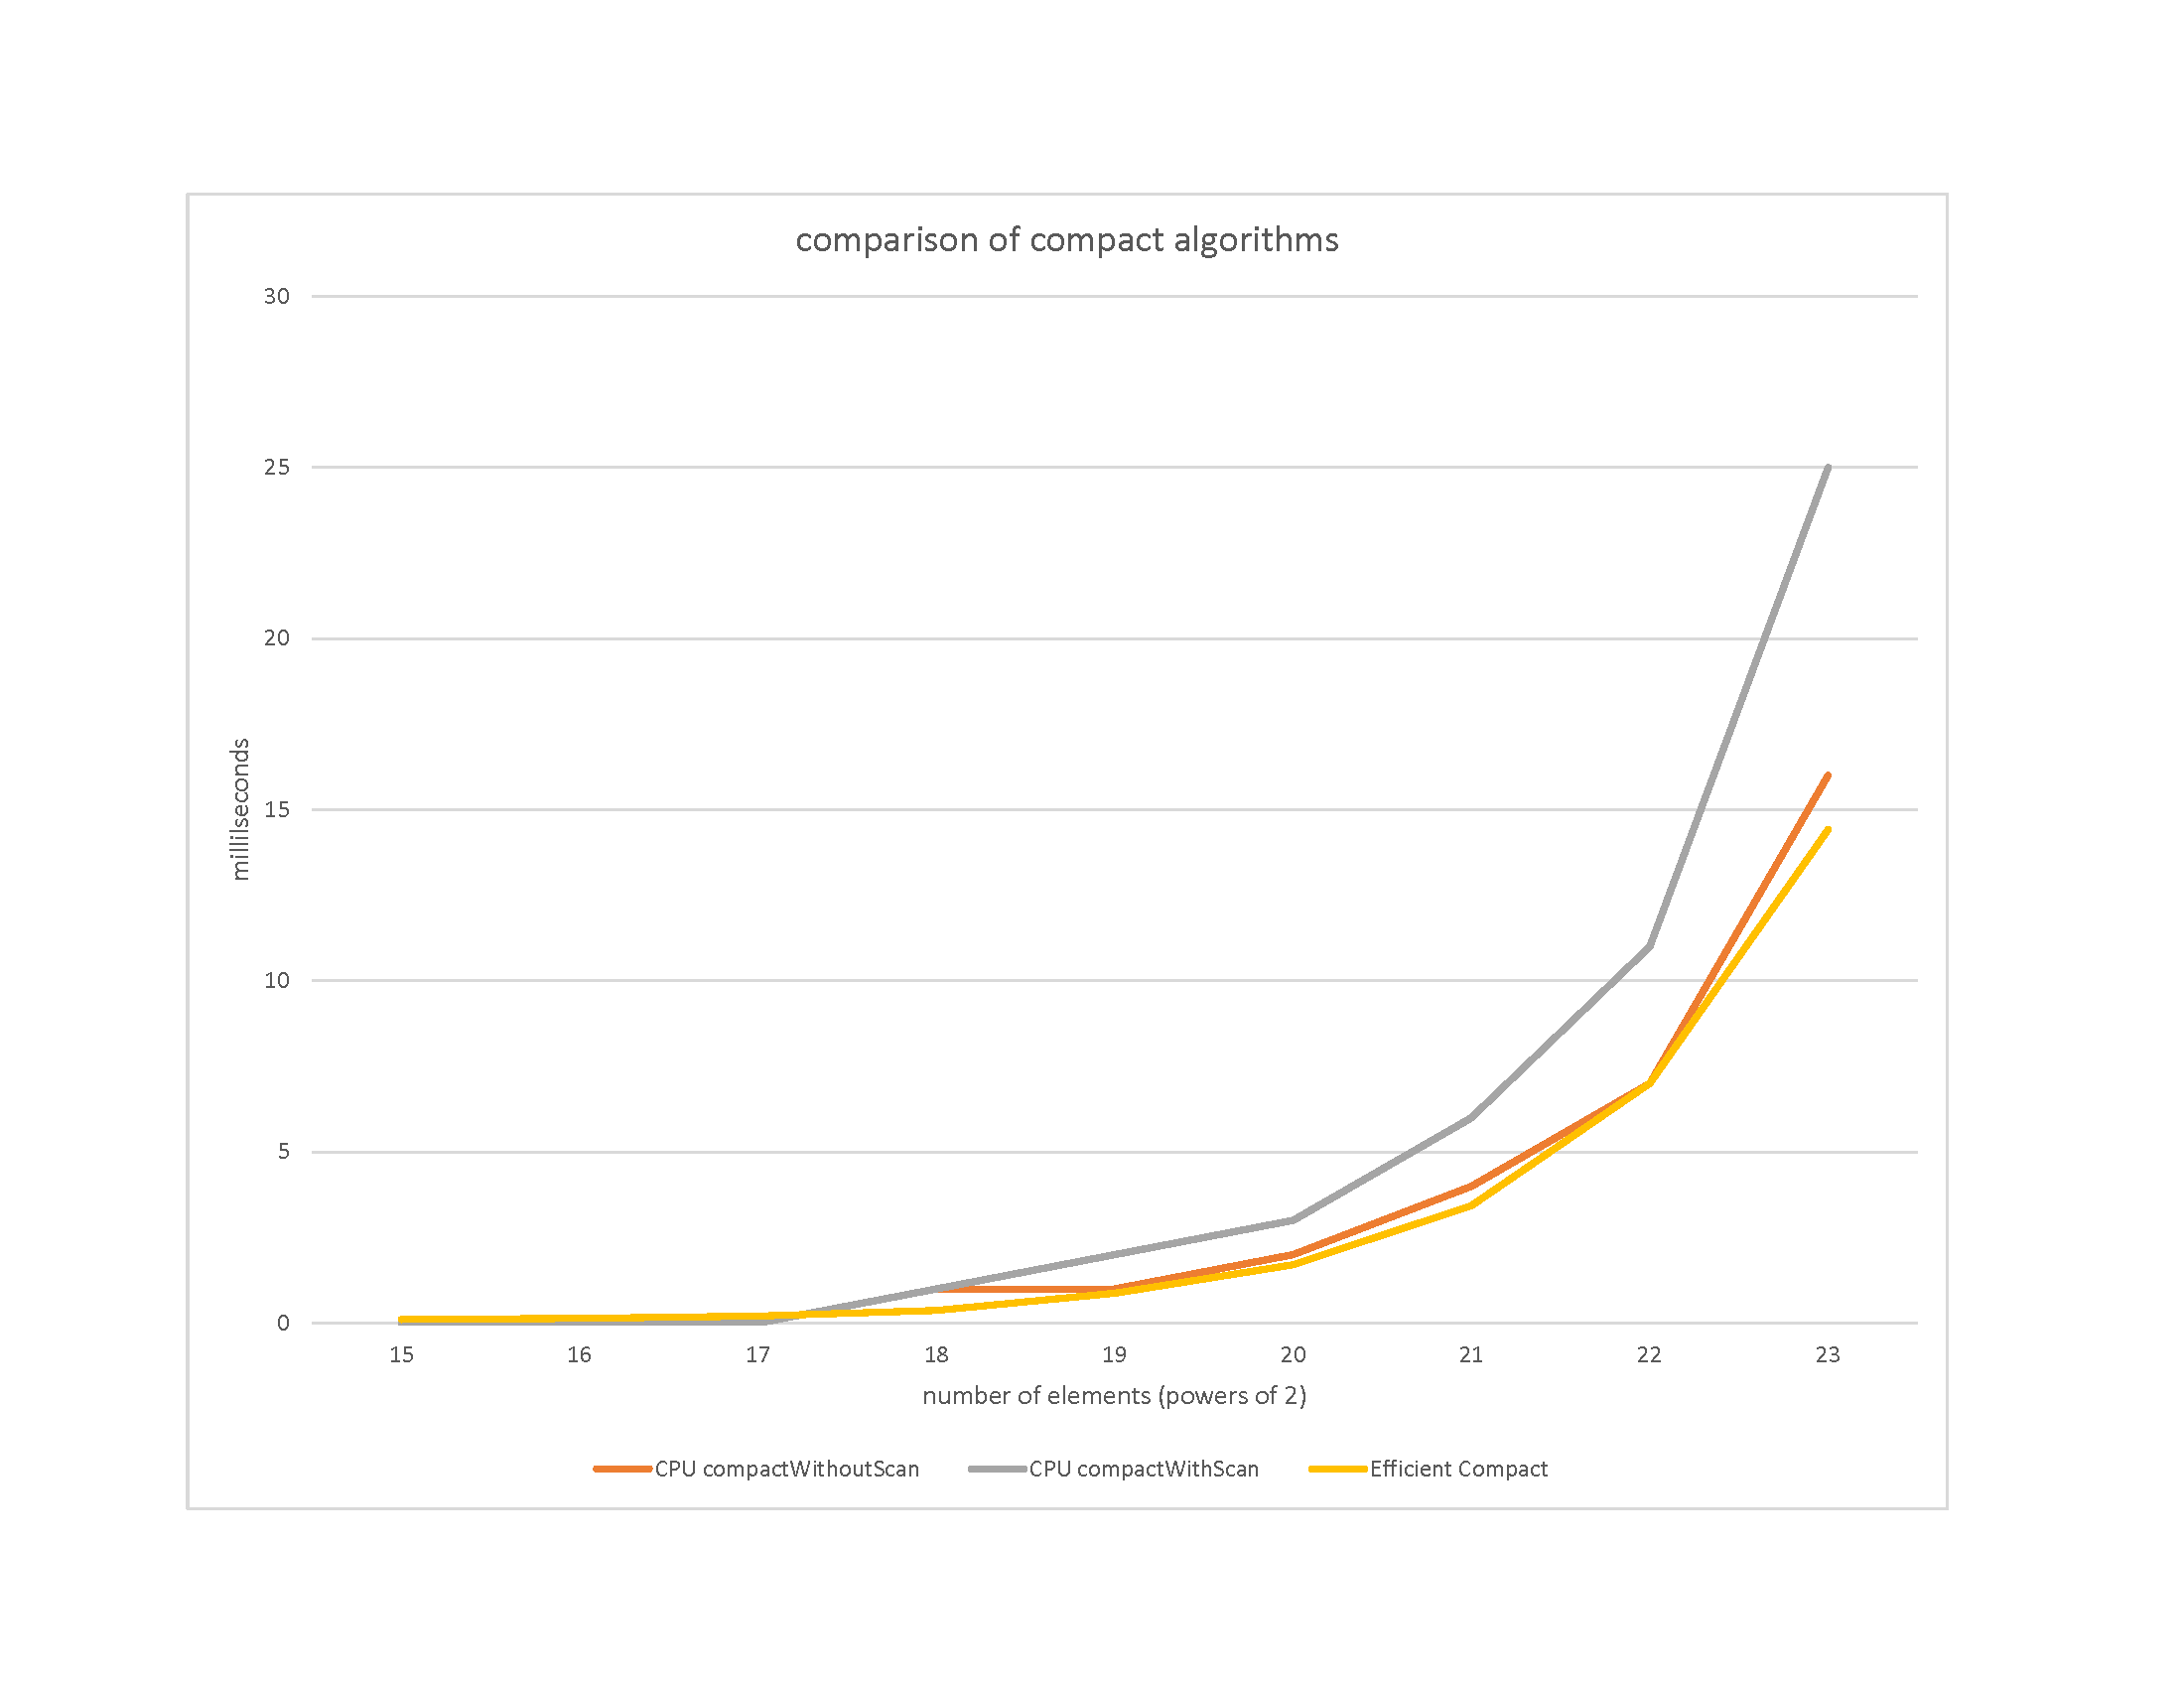 comparison of compact algorithms
30
25
20
15
10
5
0
millilseconds
15 16 17 18 19 20 21 22 23
number of elements (powers of 2)
CPU compactWithoutScan CPU compactWithScan Efficient Compact